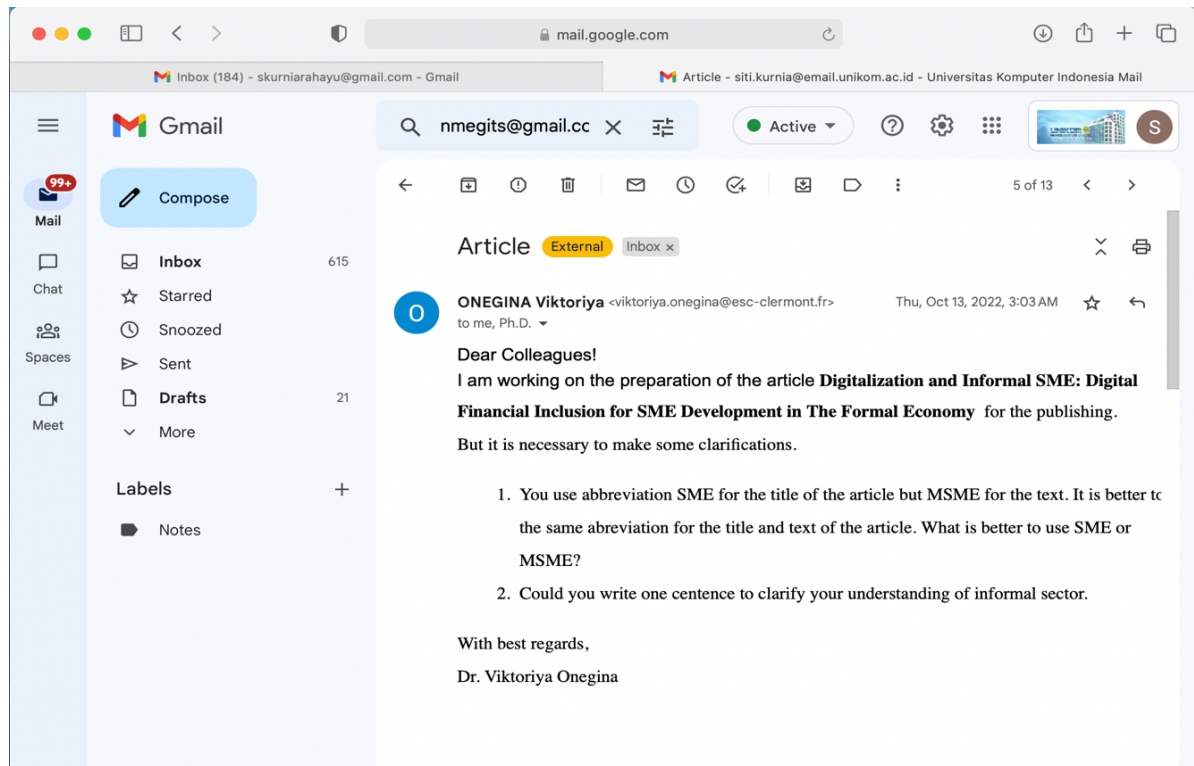 mail.google.com
Inbox (184) - skurniarahayu@gmail.com - Gmail
Article - siti.kurnia@email.unikom.ac.id - Universitas Komputer Indonesia Mail
Gmail
nmegits@gmail.cc
Active
S
99+
Mail
Chat
Spaces
Meet
Compose
Inbox 615
Starred
Snoozed
Sent
Drafts 21
More
Labels
Notes
5 of 13
Article External Inbox x
O
ONEGINA Viktoriya <viktoriya.onegina@esc-clermont.fr> Thu, Oct 13, 2022, 3:03 AM
to me, Ph.D.
Dear Colleagues!
I am working on the preparation of the article Digitalization and Informal SME: Digital
Financial Inclusion for SME Development in The Formal Economy for the publishing.
But it is necessary to make some clarifications.
1. You use abbreviation SME for the title of the article but MSME for the text. It is better to
the same abreviation for the title and text of the article. What is better to use SME or
MSME?
2. Could you write one centence to clarify your understanding of informal sector.
With best regards,
Dr. Viktoriya Onegina